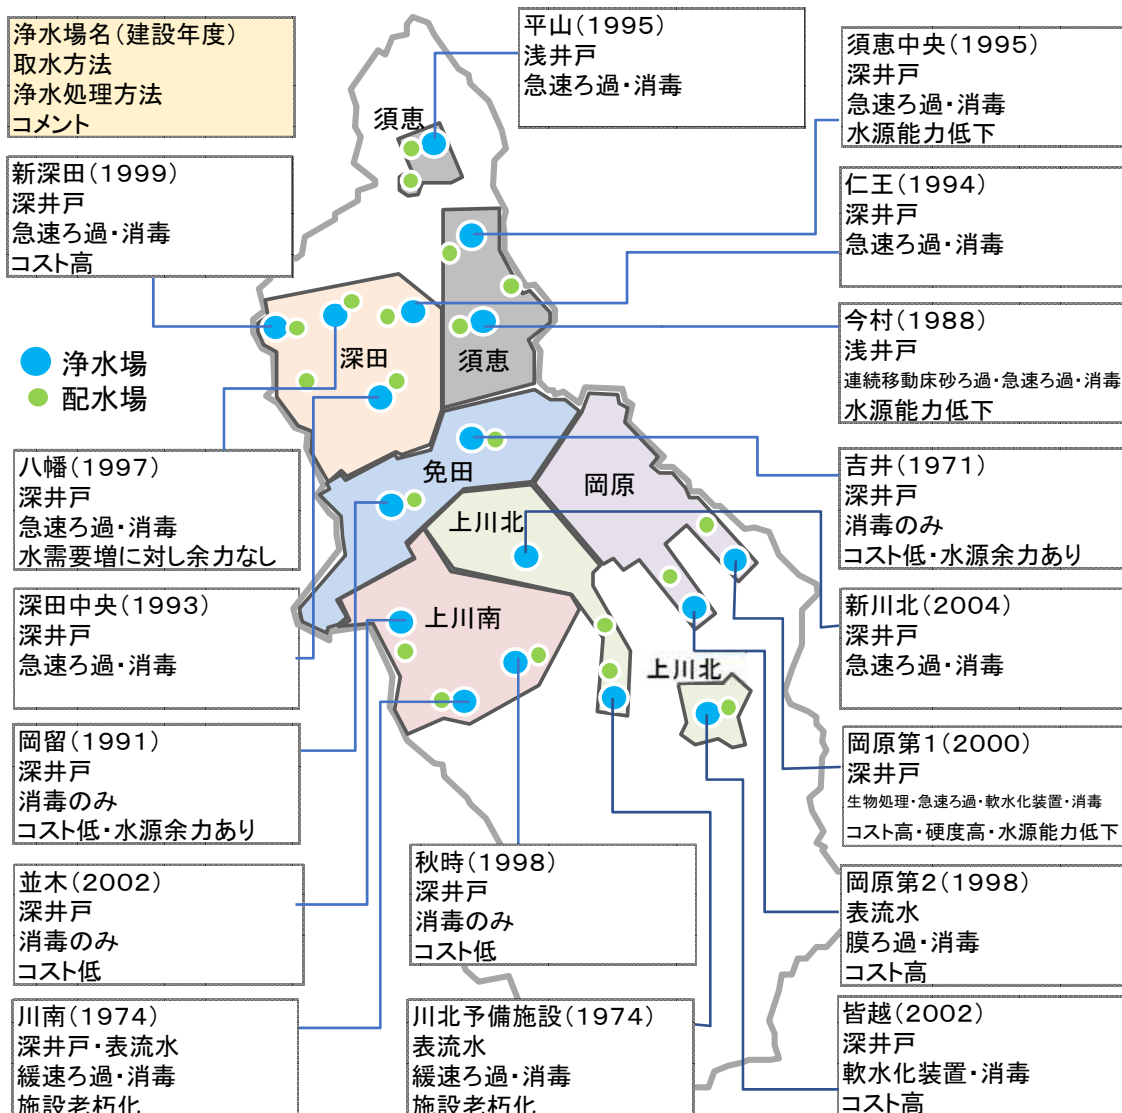 浄水場名(建設年度)
取水方法
浄水処理方法
コメント
平山(1995)
浅井戸
急速ろ過・消毒
須恵中央(1995)
深井戸
急速ろ過・消毒
水源能力低下
新深田(1999)
深井戸
急速ろ過・消毒
コスト高
仁王(1994)
深井戸
急速ろ過・消毒
須恵
今村(1988)
浅井戸
連続移動床砂ろ過・急速ろ過・消毒
水源能力低下
浄水場
配水場
深田
須恵
免田
岡原
上川北
上川南
上川北
八幡(1997)
深井戸
急速ろ過・消毒
水需要増に対し余力なし
吉井(1971)
深井戸
消毒のみ
コスト低・水源余力あり
深田中央(1993)
深井戸
急速ろ過・消毒
新川北(2004)
深井戸
急速ろ過・消毒
岡留(1991)
深井戸
消毒のみ
コスト低・水源余力あり
岡原第1(2000)
深井戸
生物処理・急速ろ過・軟水化装置・消毒
コスト高・硬度高・水源能力低下
並木(2002)
深井戸
消毒のみ
コスト低
秋時(1998)
深井戸
消毒のみ
コスト低
岡原第2(1998)
表流水
膜ろ過・消毒
コスト高
川南(1974)
深井戸・表流水
緩速ろ過・消毒
施設老朽化
川北予備施設(1974)
表流水
緩速ろ過・消毒
施設老朽化
皆越(2002)
深井戸
軟水化装置・消毒
コスト高